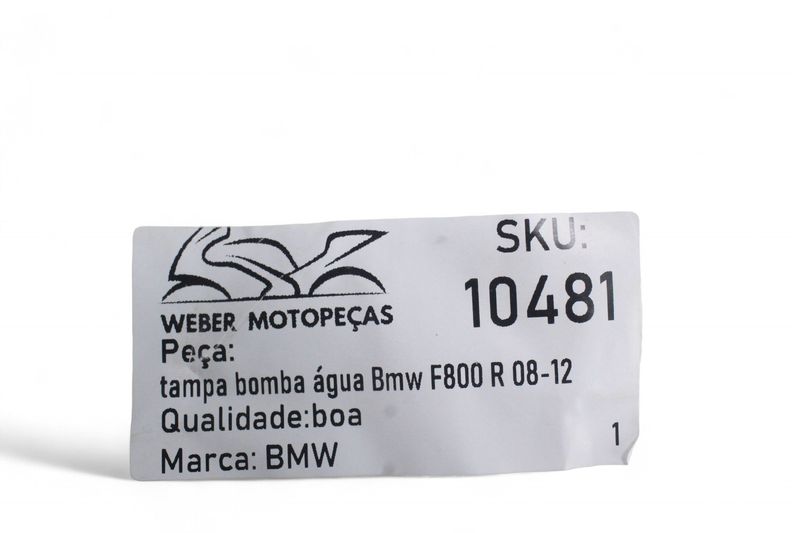 WEBER MOTOPEÇAS
SKU:
10481
Peça:
tampa bomba água Bmw F800 R 08-12
Qualidade:boa
Marca: BMW
1